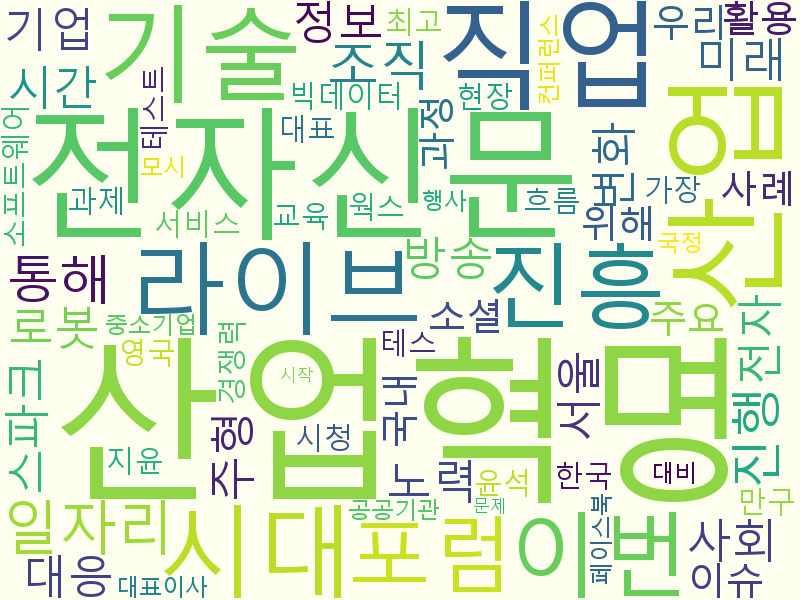 기업
기술
정보
최고
직업
우리
활용
시간
조직
컨퍼런스
미래
빅데이터
현장
테스트
대표
과정
산업
소프트웨어
전자신문
변화
모시
과제
서비스
교육
웍스
행사
흐름
가장
사례
위해
국정
통해
라이브
방송
진흥
로봇
중소기업
소셜
주요
전자
영국
경쟁력
테스
산업혁명
시작
국내
서울
스파크
주형
시청
진행
지윤
노력
윤석
한국
대비
만구
일자리
시대
포럼
공공기관
문제
페이스북
이번
사회
대응
대표이사
이슈